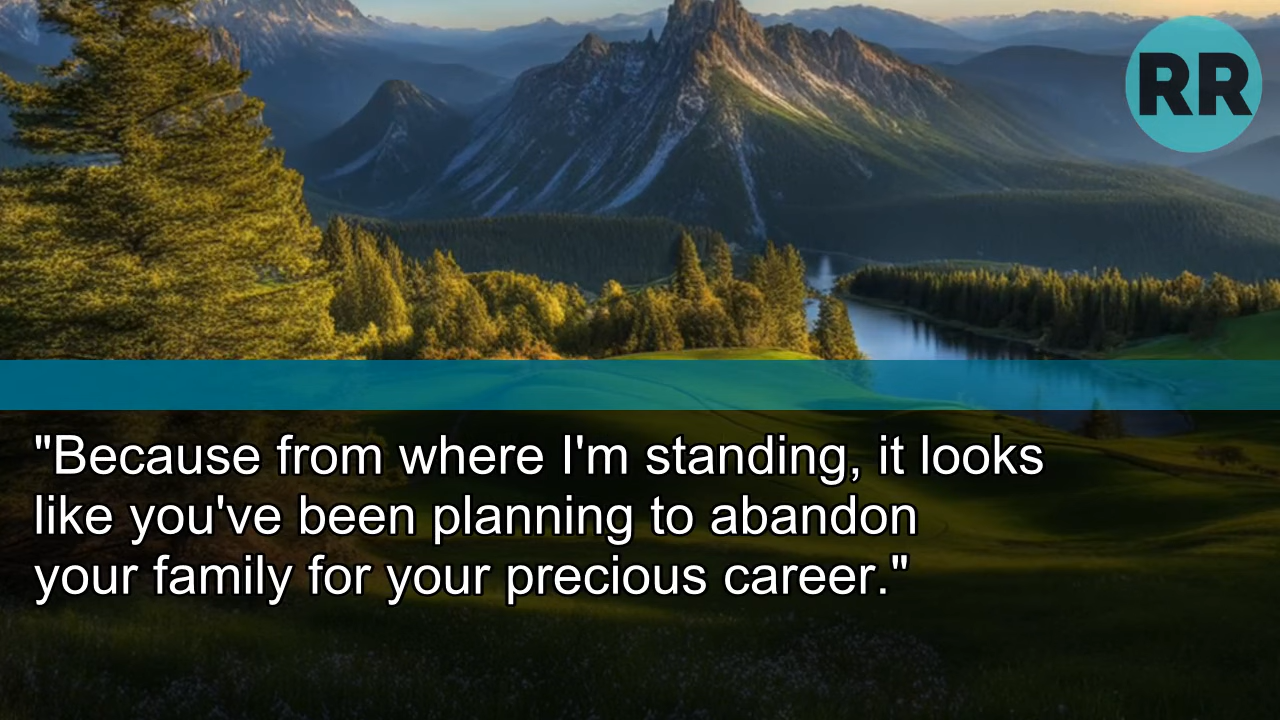 RR
"Because from where I'm standing, it looks
like you've been planning to abandon
your family for your precious career."